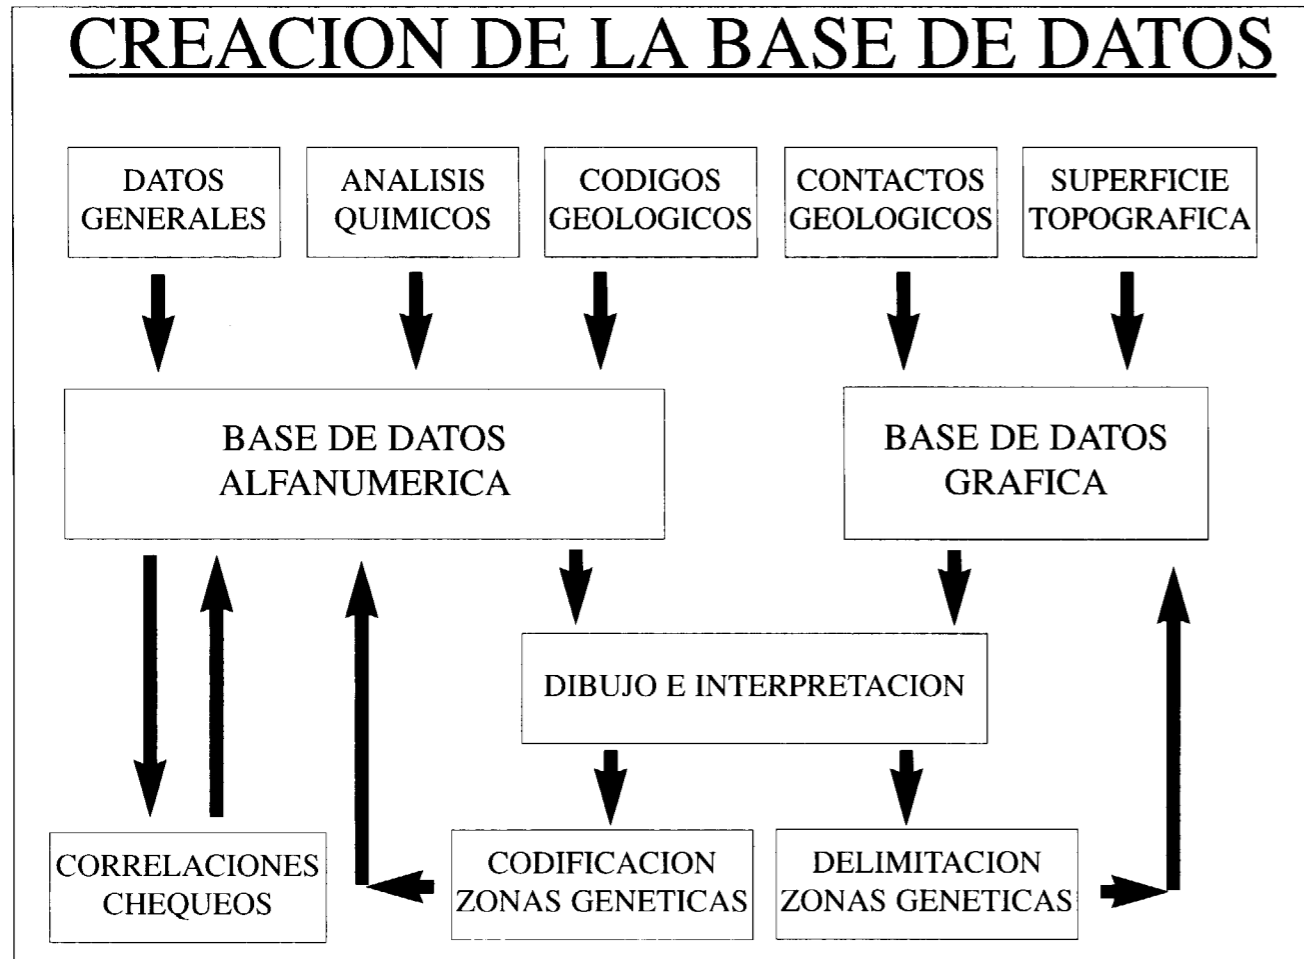 CREACION DE LA BASE DE DATOS
DATOS
GENERALES
ANALISIS
QUIMICOS
CODIGOS
GEOLOGICOS
CONTACTOS
GEOLOGICOS
SUPERFICIE
TOPOGRAFICA
BASE DE DATOS
ALFANUMERICA
BASE DE DATOS
GRAFICA
DIBUJO E INTERPRETACION
CORRELACIONES
CHEQUEOS
CODIFICACION
ZONAS GENETICAS
DELIMITACION
ZONAS GENETICAS